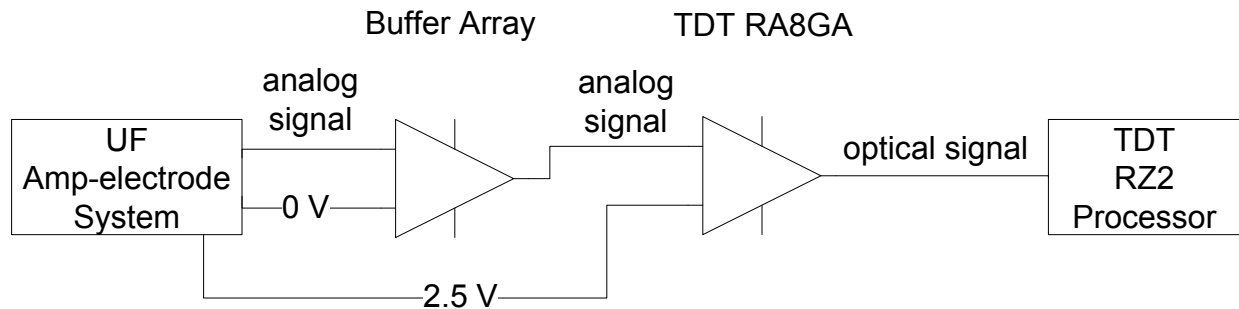 Buffer Array
TDT RA8GA
analog
signal
analog
signal
optical signal
UF
Amp-electrode
System
0 V
2.5 V
TDT
RZ2
Processor